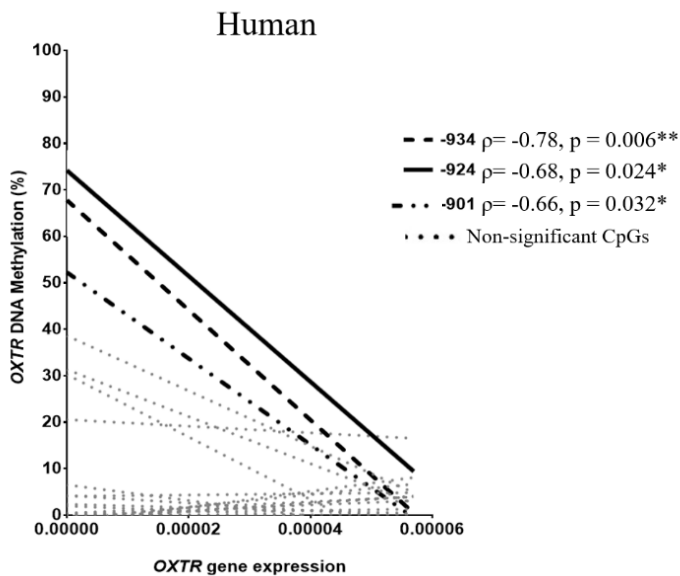 Human
100
90
80
70
60
50
40
30
20
10
0
OXTR DNA Methylation (%)
0.00000
0.00002
0.00004
0.00006
OXTR gene expression
-934 ρ= -0.78, p = 0.006**
-924 ρ= -0.68, p = 0.024*
-901 ρ= -0.66, p = 0.032*
Non-significant CpGs